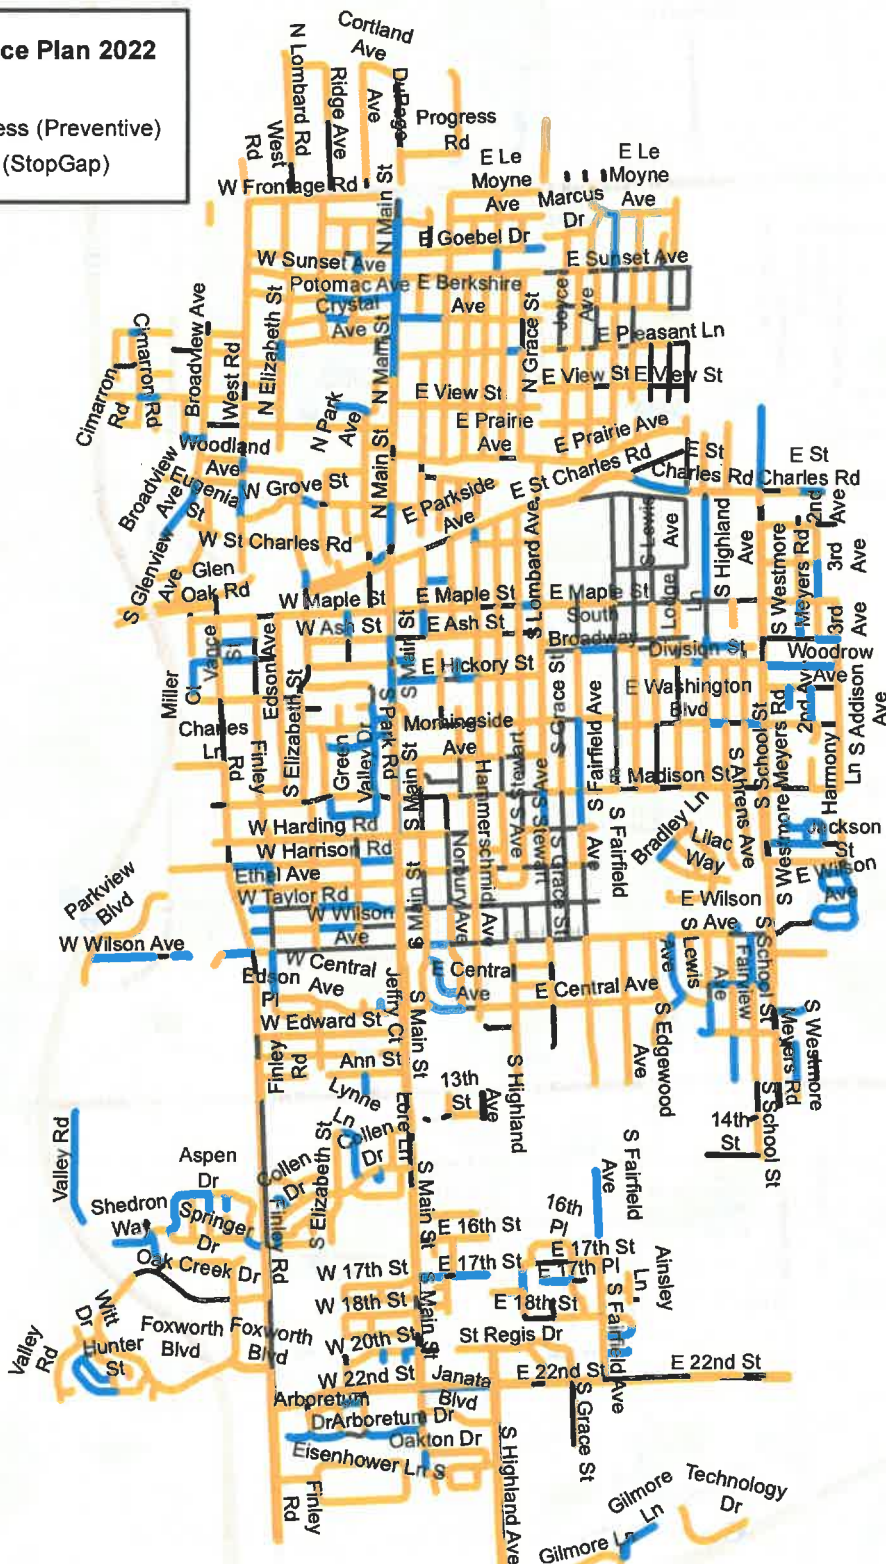 ce Plan 2022
ess (Preventive)
(StopGap)
Cortland
Ave
N Lombard Rd
West
Rd
Ridge Ave
Ave
DuPage
Progress
Rd
W Frontage Rd
N Main St
E Le
Moyne
Ave
Marcus
Dr
E Le
Moyne
Ave
E Goebel Dr
W Sunset Ave
E Sunset Ave
Potomac Ave
E Berkshire
Ave
Crystal
Ave
Joyce
Ave
N Grace St
E Pleasant Ln
Cimarron
Rd
Cimarron Rd
Broadview Ave
West Rd
N Elizabeth St
N Main St
E View St
E View St
E View St
N Park
Ave
E Prairie
Ave
E Prairie Ave
Woodland
Ave
Broadview
Ave
Eugenia
St
W Grove St
N Main St
E Parkside
Ave
E St Charles Rd
E St
Charles Rd
E St
Charles Rd
2nd
Ave
S Glenview
Ave
W St Charles Rd
Glen
Oak Rd
S Lombard Ave
S Lewis
Ave
S Highland
Ave
S Westmore
Meyers Rd
3rd
Ave
W Maple St
E Maple St
E Maple St
Lodge
Ln
3rd
Ave
W Ash St
E Ash St
South
Broadway
Division St
Woodrow
Ave
Vance
St
Miller
Ct
Edson Ave
S Elizabeth St
S Main St
E Hickory St
E Washington
Blvd
2nd Ave
S Addison
Ave
Charles
Ln
Finley
Rd
Green
Valley Dr
S Park Rd
Morningside
Ave
S Grace St
S Fairfield Ave
S School St
S Westmore Meyers Rd
Harmony
Ln
S Main St
Hammerschmidt Ave
S Stewart
Ave
S Stewart Ave
E Madison St
S Ahrens Ave
W Harding Rd
W Harrison Rd
Norbury Ave
S Grace St
S Fairfield
Ave
Bradley Ln
Lilac
Way
Jackson
St
Ethel Ave
W Taylor Rd
Parkview
Blvd
W Wilson Ave
W Wilson
Ave
S Main St
E Wilson
Ave
E Wilson
Ave
Edson
Pl
W Central
Ave
Jeffry Ct
E Central
Ave
E Central Ave
S Lewis
Ave
Fairview
Ave
S School St
W Edward St
S Main St
S Edgewood
Ave
S Westmore
Meyers Rd
Finley
Rd
Ann St
S Highland
Ave
Lynne
Ln
13th
St
Lore Ln
14th
St
S School St
Valley Rd
Aspen
Dr
Collen
Dr
Collen
Dr
S Elizabeth St
S Main St
S Fairfield
Ave
Shedron
Way
Springer
Dr
Finley Rd
E 16th St
16th
Pl
Oak Creek Dr
W 17th St
E 17th St
E 17th St
E 17th Pl
Ainsley
Ln
W 18th St
E 18th St
S Main St
S Fairfield Ave
Witt
Dr
Valley
Rd
Hunter
St
Foxworth
Blvd
Foxworth
Blvd
W 20th St
St Regis Dr
W 22nd St
E 22nd St
E 22nd St
Janata
Blvd
Arboretum
Dr
Arboretum Dr
S Grace St
Oakton Dr
Eisenhower Ln S
S Highland Ave
Finley
Rd
Gilmore
Ln
Technology
Dr
Gilmore Ln